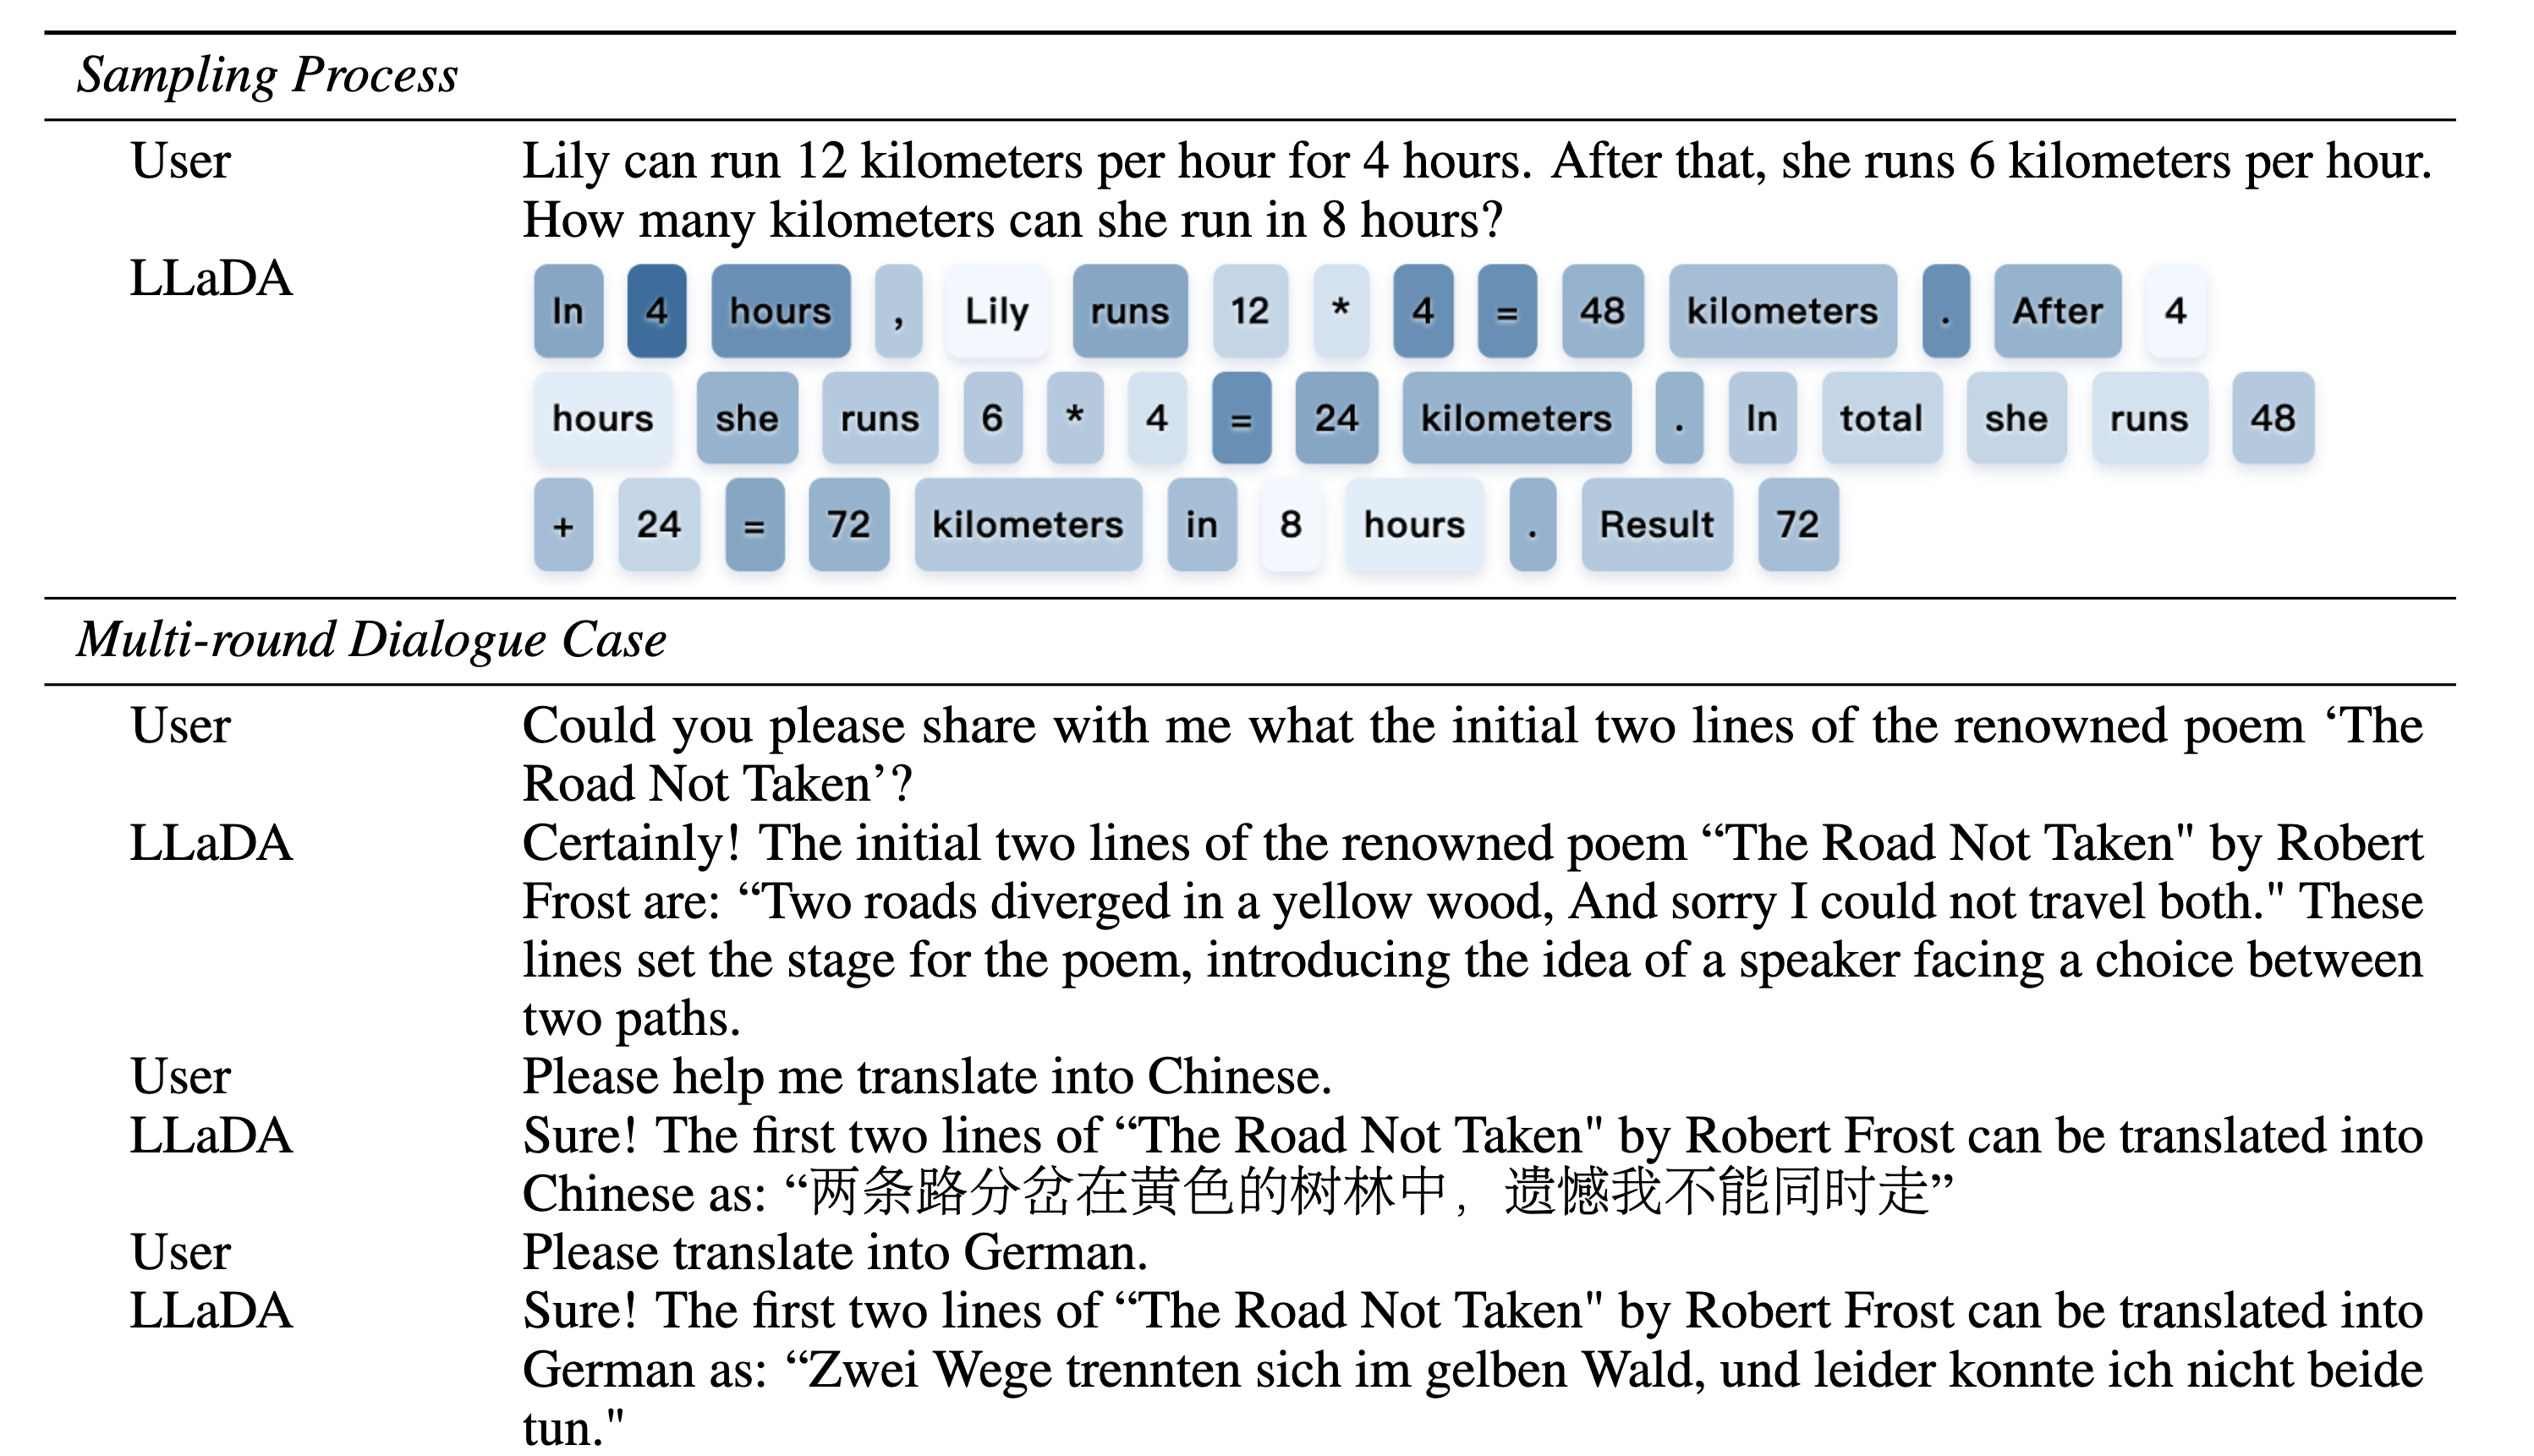 Sampling Process
User Lily can run 12 kilometers per hour for 4 hours. After that, she runs 6 kilometers per hour.
How many kilometers can she run in 8 hours?
LLaDA In 4 hours , Lily runs 12 * 4 = 48 kilometers . After 4
hours she runs 6 * 4 = 24 kilometers . In total she runs 48
+ 24 = 72 kilometers in 8 hours . Result 72
Multi-round Dialogue Case
User Could you please share with me what the initial two lines of the renowned poem ‘The
Road Not Taken’?
LLaDA Certainly! The initial two lines of the renowned poem “The Road Not Taken" by Robert
Frost are: “Two roads diverged in a yellow wood, And sorry I could not travel both." These
lines set the stage for the poem, introducing the idea of a speaker facing a choice between
two paths.
User Please help me translate into Chinese.
LLaDA Sure! The first two lines of “The Road Not Taken" by Robert Frost can be translated into
Chinese as: “两条路分岔在黄色的树林中，遗憾我不能同时走”
User Please translate into German.
LLaDA Sure! The first two lines of “The Road Not Taken" by Robert Frost can be translated into
German as: “Zwei Wege trennten sich im gelben Wald, und leider konnte ich nicht beide
tun."